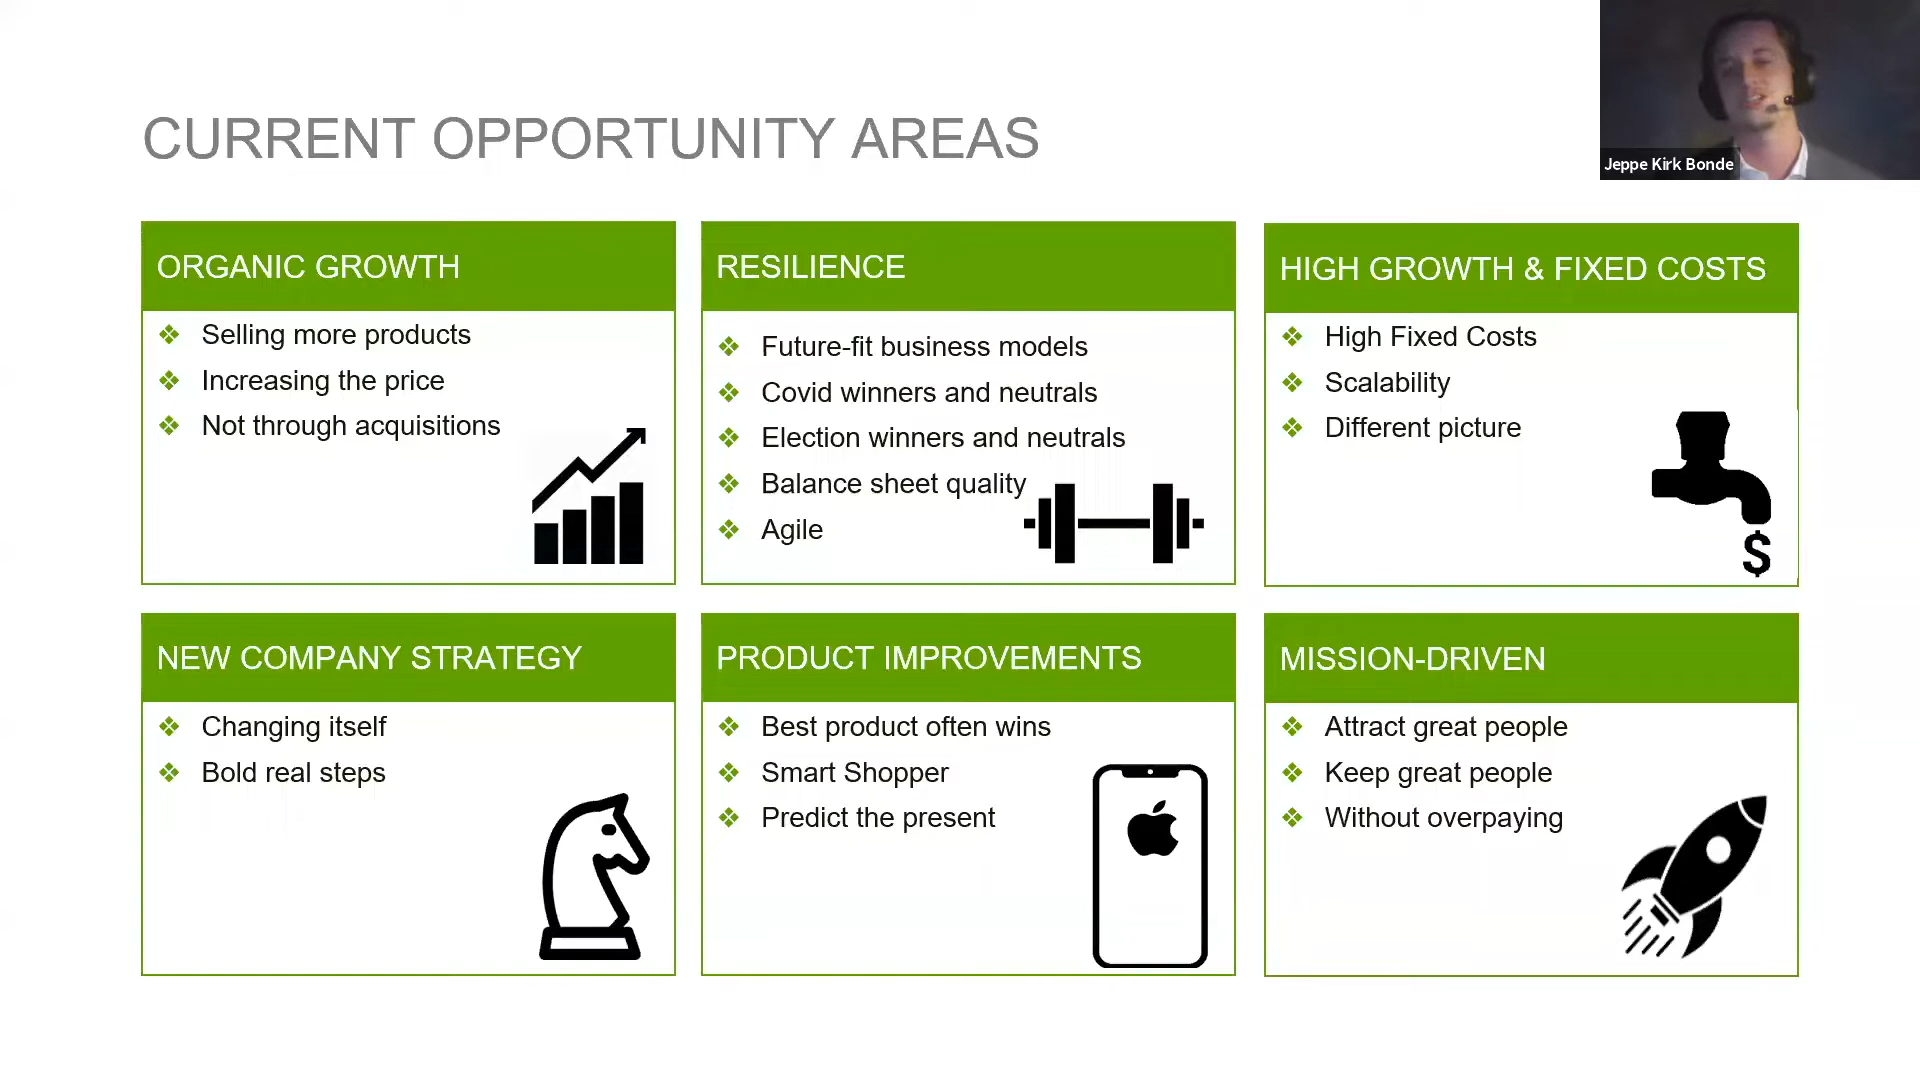 Jeppe Kirk Bonde
CURRENT OPPORTUNITY AREAS
ORGANIC GROWTH
Selling more products
Increasing the price
Not through acquisitions
RESILIENCE
Future-fit business models
Covid winners and neutrals
Election winners and neutrals
Balance sheet quality
Agile
HIGH GROWTH & FIXED COSTS
High Fixed Costs
Scalability
Different picture
$
NEW COMPANY STRATEGY
Changing itself
Bold real steps
PRODUCT IMPROVEMENTS
Best product often wins
Smart Shopper
Predict the present
MISSION-DRIVEN
Attract great people
Keep great people
Without overpaying